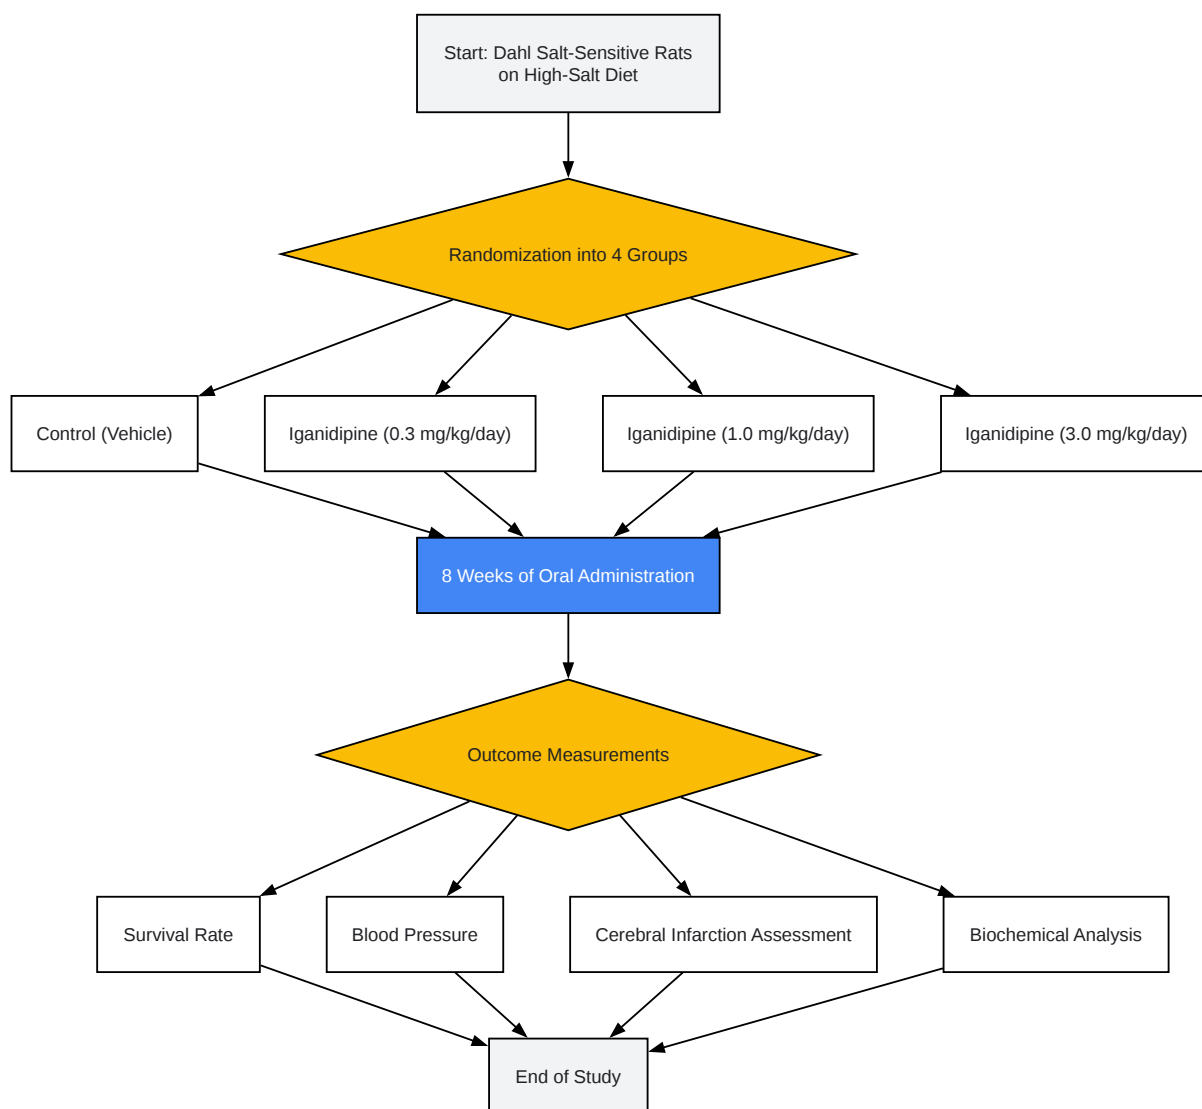 Start: Dahl Salt-Sensitive Rats
on High-Salt Diet
Randomization into 4 Groups
Control (Vehicle)
Iganidipine (0.3 mg/kg/day)
Iganidipine (1.0 mg/kg/day)
Iganidipine (3.0 mg/kg/day)
8 Weeks of Oral Administration
Outcome Measurements
Survival Rate
Blood Pressure
Cerebral Infarction Assessment
Biochemical Analysis
End of Study